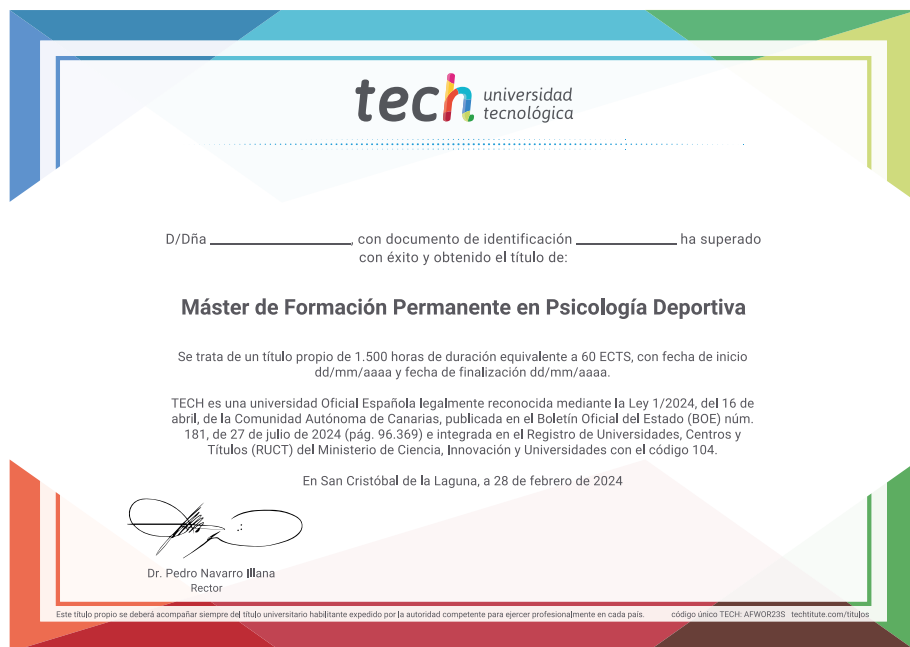 tech universidad
tecnológica
D/Dña ____________, con documento de identificación ____________ ha superado
con éxito y obtenido el título de:
Máster de Formación Permanente en Psicología Deportiva
Se trata de un título propio de 1.500 horas de duración equivalente a 60 ECTS, con fecha de inicio
dd/mm/aaaa y fecha de finalización dd/mm/aaaa.
TECH es una universidad Oficial Española legalmente reconocida mediante la Ley 1/2024, del 16 de
abril, de la Comunidad Autónoma de Canarias, publicada en el Boletín Oficial del Estado (BOE) núm.
181, de 27 de julio de 2024 (pág. 96.369) e integrada en el Registro de Universidades, Centros y
Títulos (RUCT) del Ministerio de Ciencia, Innovación y Universidades con el código 104.
En San Cristóbal de la Laguna, a 28 de febrero de 2024
Dr. Pedro Navarro Illana
Rector
Este título propio se deberá acompañar siempre del título universitario habilitante expedido por la autoridad competente para ejercer profesionalmente en cada país. código único TECH: AFWOR23S techtitute.com/titulos